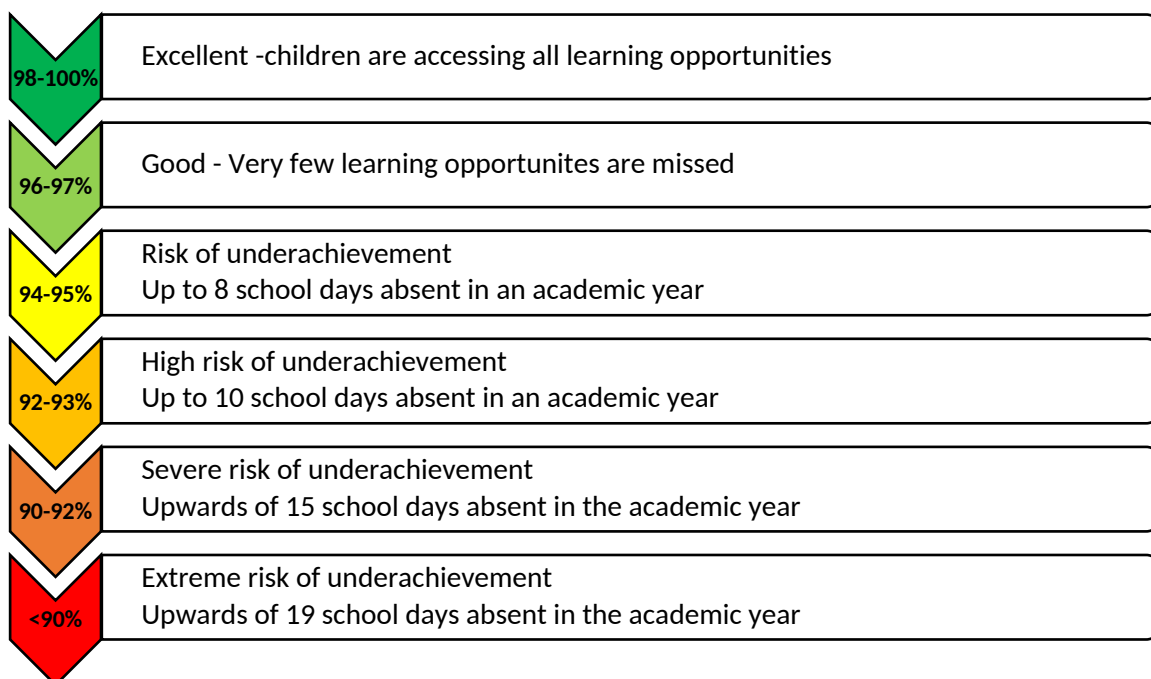 98-100%
Excellent -children are accessing all learning opportunities
96-97%
Good - Very few learning opportunites are missed
94-95%
Risk of underachievement
Up to 8 school days absent in an academic year
92-93%
High risk of underachievement
Up to 10 school days absent in an academic year
90-92%
Severe risk of underachievement
Upwards of 15 school days absent in the academic year
<90%
Extreme risk of underachievement
Upwards of 19 school days absent in the academic year